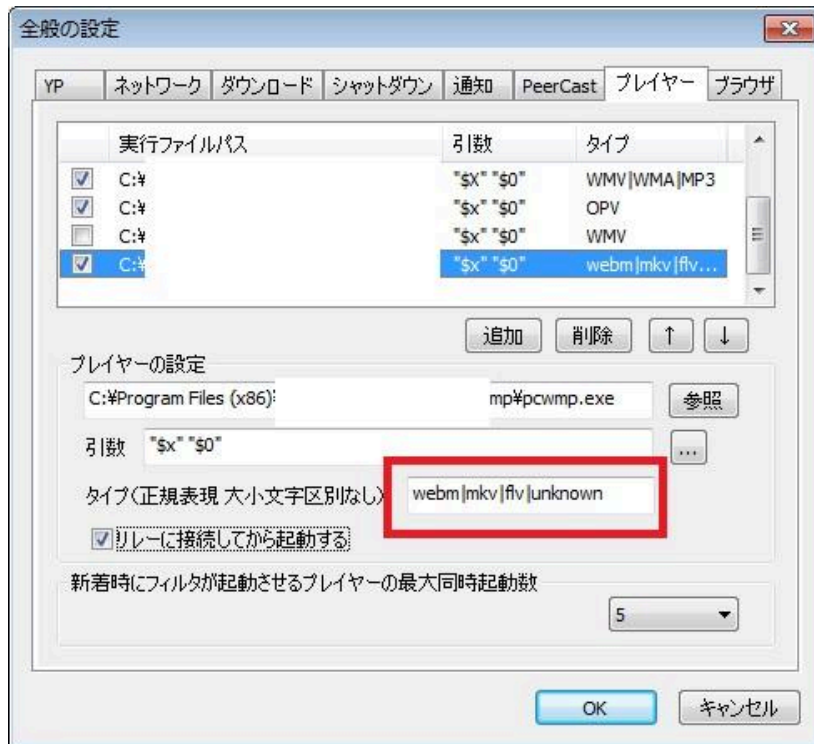 全般の設定
YP ネットワーク ダウンロード シャットダウン 通知 PeerCast プレイヤー ブラウザ
実行ファイルパス 引数 タイプ
C:¥ "$X" "$0" WMV|WMA|MP3
C:¥ "$x" "$0" OPV
C:¥ "$x" "$0" WMV
C:¥ "$x" "$0" webm|mkv|flv...
追加 削除 ↑ ↓
プレイヤーの設定
C:¥Program Files (x86)¥ mp¥pcwmp.exe 参照
引数 "$x" "$0" ...
タイプ(正規表現 大小文字区別なし) webm|mkv|flv|unknown
リレーに接続してから起動する
新着時にフィルタが起動させるプレイヤーの最大同時起動数
5
OK キャンセル